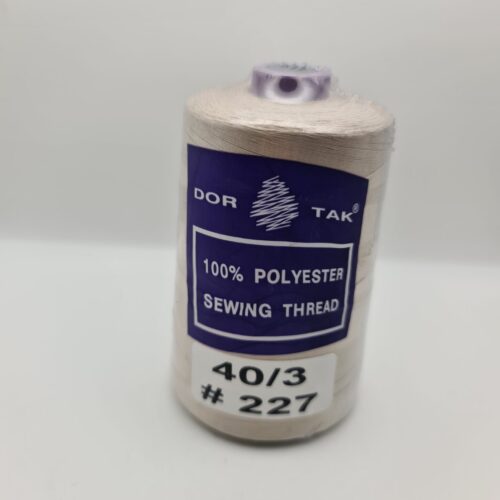 DOR TAK®
100% POLYESTER
SEWING THREAD
40/3
# 227